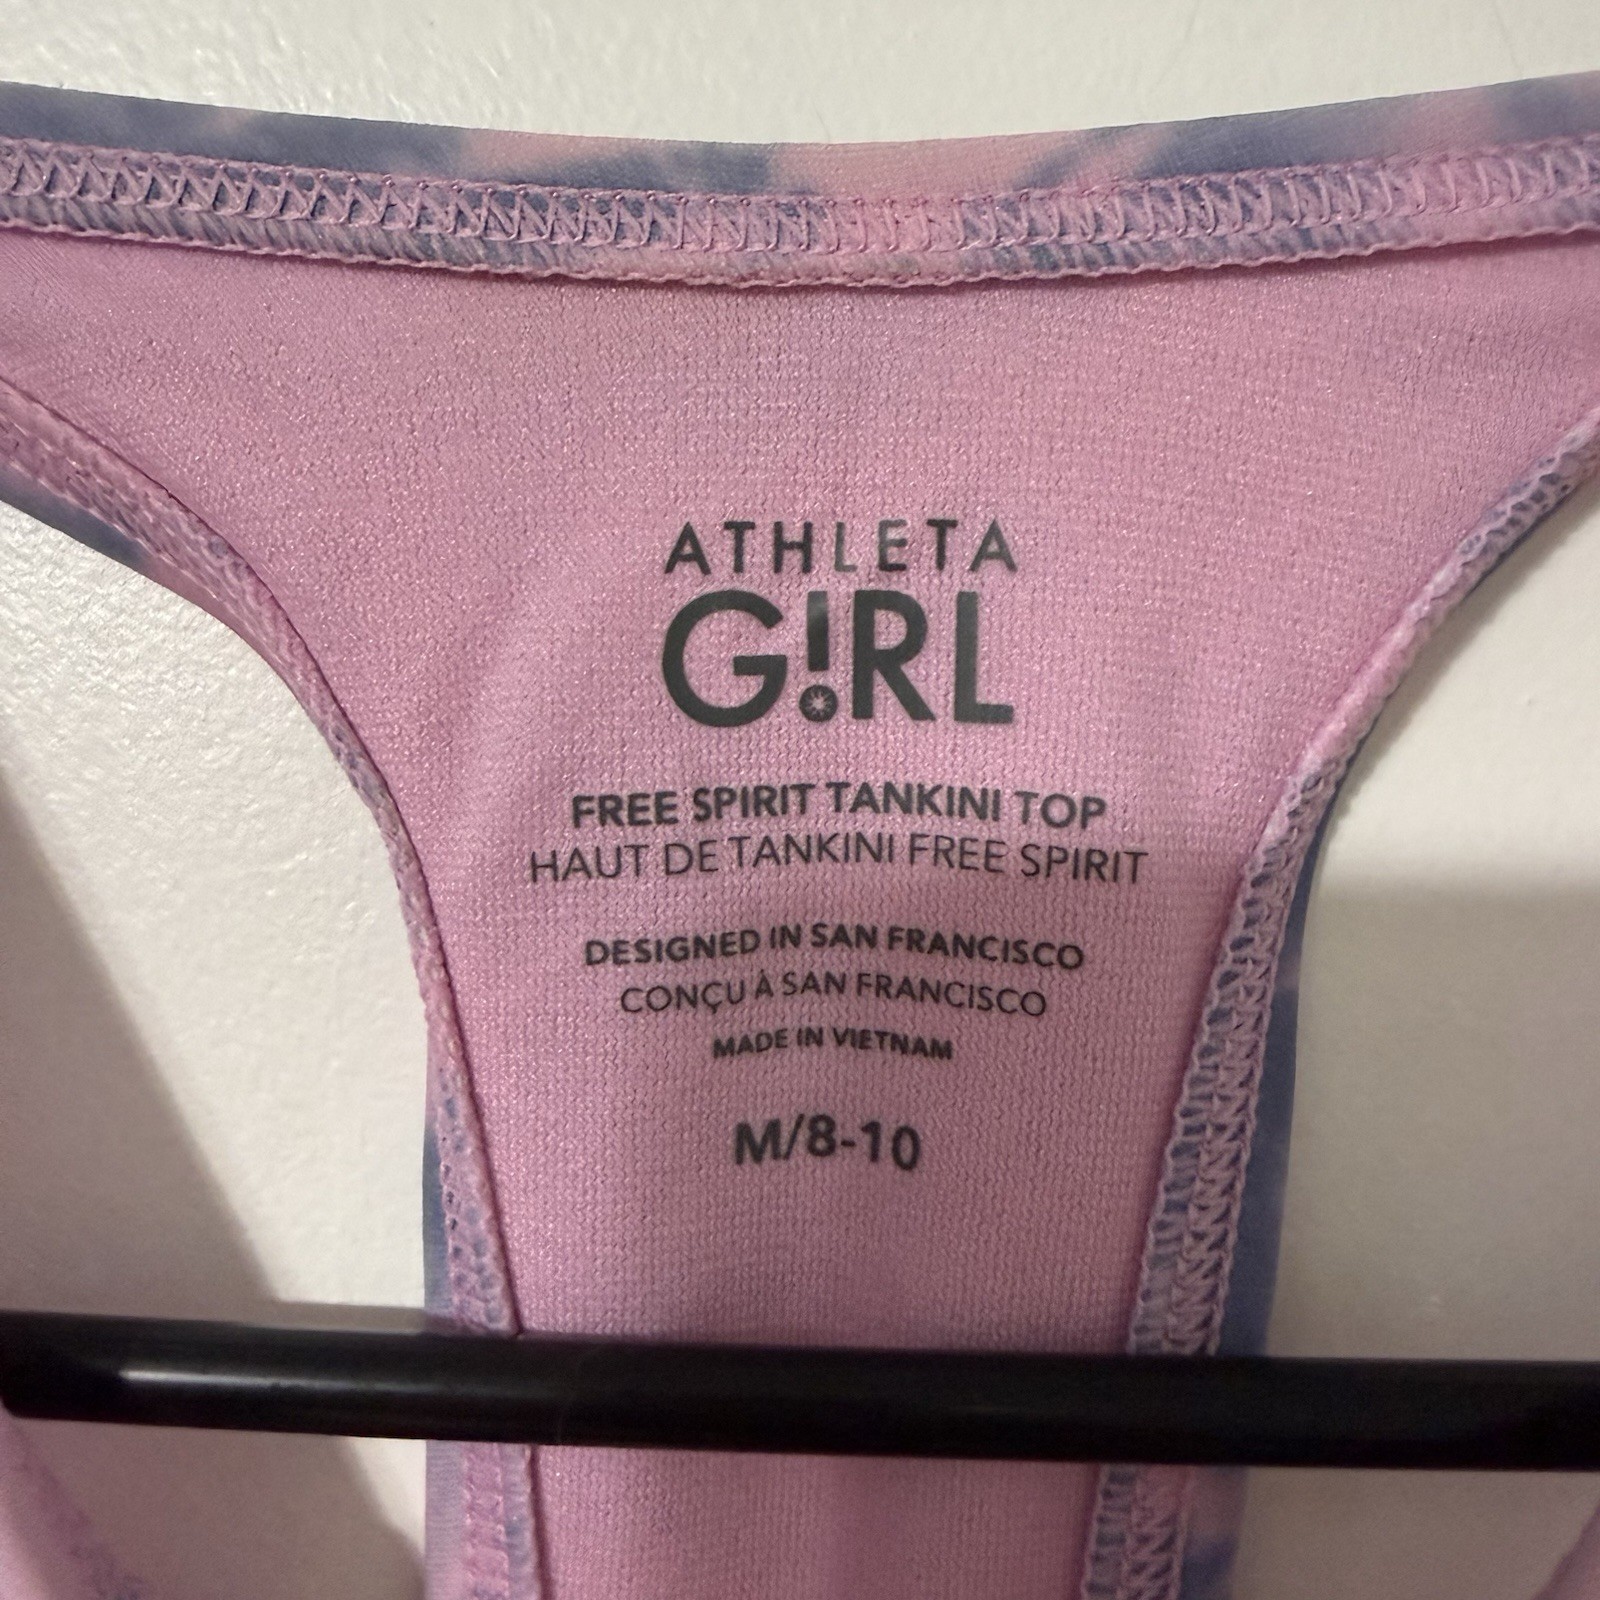 ATHLETA
G!RL
FREE SPIRIT TANKINI TOP
HAUT DE TANKINI FREE SPIRIT
DESIGNED IN SAN FRANCISCO
CONÇU À SAN FRANCISCO
MADE IN VIETNAM
M/8-10